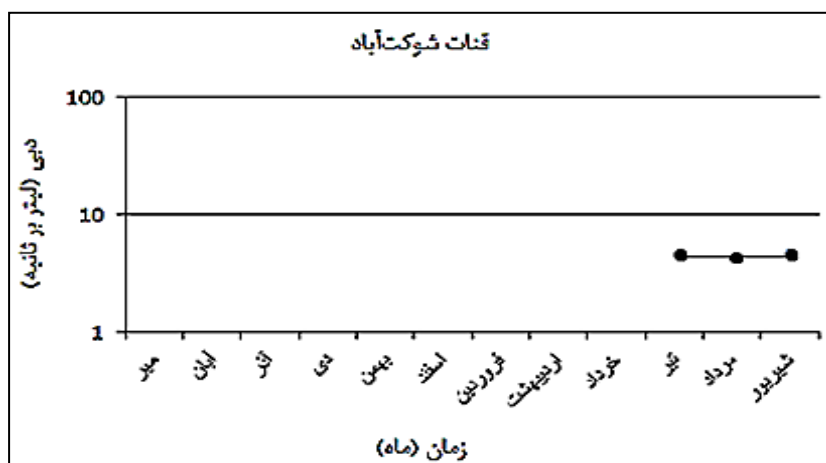 قنات شوکت‌آباد
دبی (لیتر بر ثانیه)
100
10
1
مهر
آبان
آذر
دی
بهمن
اسفند
فروردین
اردیبهشت
خرداد
تیر
مرداد
شهریور
زمان (ماه)